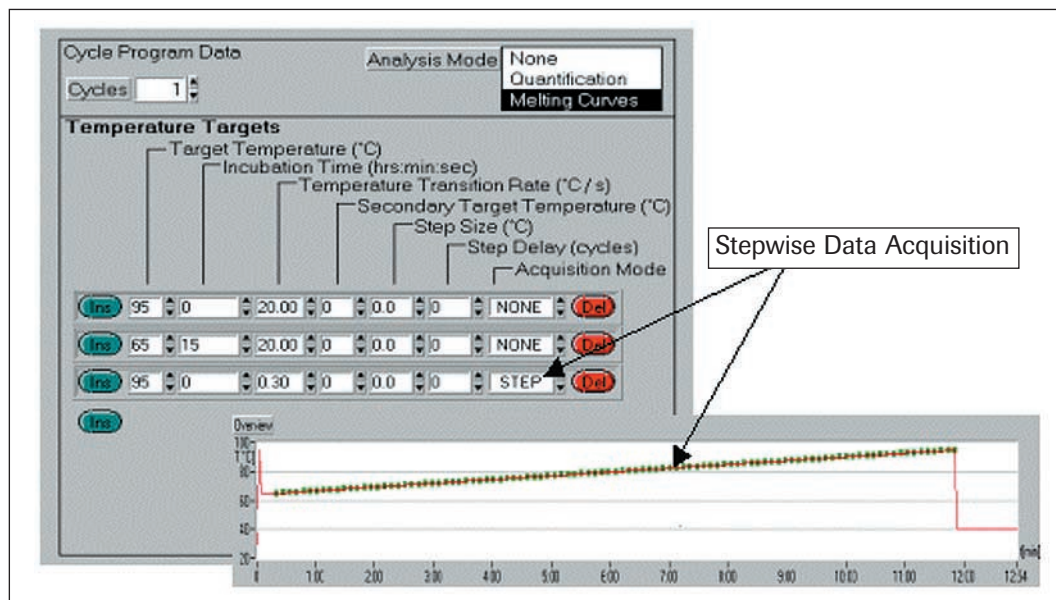 Cycle Program Data
Analysis Mode
None
Quantification
Melting Curves
Cycles 1
Temperature Targets
Target Temperature (°C)
Incubation Time (hrs:min:sec)
Temperature Transition Rate (°C / s)
Secondary Target Temperature (°C)
Step Size (°C)
Step Delay (cycles)
Acquisition Mode
Stepwise Data Acquisition
Ins 95 0 20.00 0 0.0 0 NONE Del
Ins 65 15 20.00 0 0.0 0 NONE Del
Ins 95 0 0.30 0 0.0 0 STEP Del
Ins
Overview
100
T[°C]
80
60
40
20
0 1:00 2:00 3:00 4:00 5:00 6:00 7:00 8:00 9:00 10:00 11:00 12:00 12:54
[min]